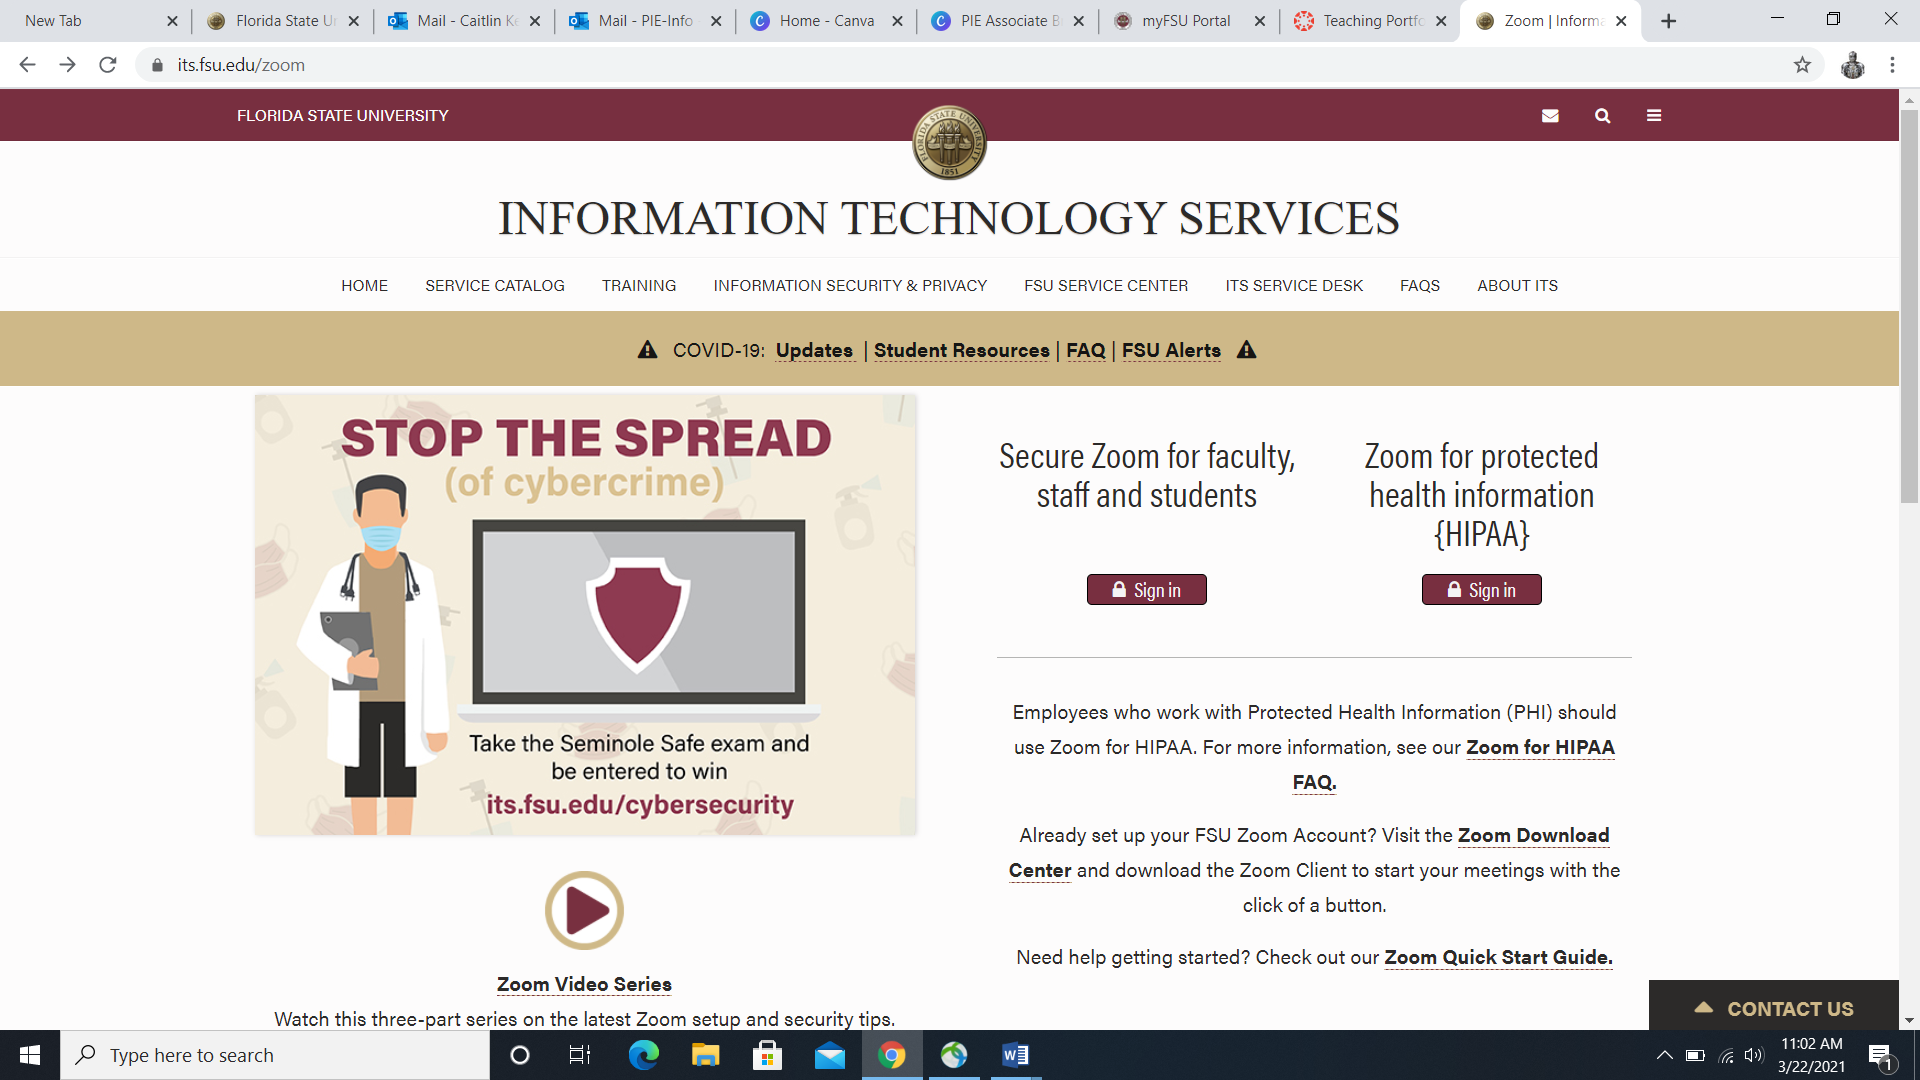 New Tab
Florida State Ur
Mail - Caitlin Ke
Mail - PIE-Info
Home - Canva
PIE Associate B
myFSU Portal
Teaching Portfo
Zoom | Informa
its.fsu.edu/zoom
FLORIDA STATE UNIVERSITY
FLORIDA STATE UNIVERSITY
1851
INFORMATION TECHNOLOGY SERVICES
HOME SERVICE CATALOG TRAINING INFORMATION SECURITY & PRIVACY FSU SERVICE CENTER ITS SERVICE DESK FAQS ABOUT ITS
COVID-19: Updates | Student Resources | FAQ | FSU Alerts
STOP THE SPREAD
(of cybercrime)
Take the Seminole Safe exam and
be entered to win
its.fsu.edu/cybersecurity
Zoom Video Series
Watch this three-part series on the latest Zoom setup and security tips.
Secure Zoom for faculty,
staff and students
Sign in
Zoom for protected
health information
{HIPAA}
Sign in
Employees who work with Protected Health Information (PHI) should
use Zoom for HIPAA. For more information, see our Zoom for HIPAA
FAQ.
Already set up your FSU Zoom Account? Visit the Zoom Download
Center and download the Zoom Client to start your meetings with the
click of a button.
Need help getting started? Check out our Zoom Quick Start Guide.
CONTACT US
Type here to search
11:02 AM
3/22/2021
1